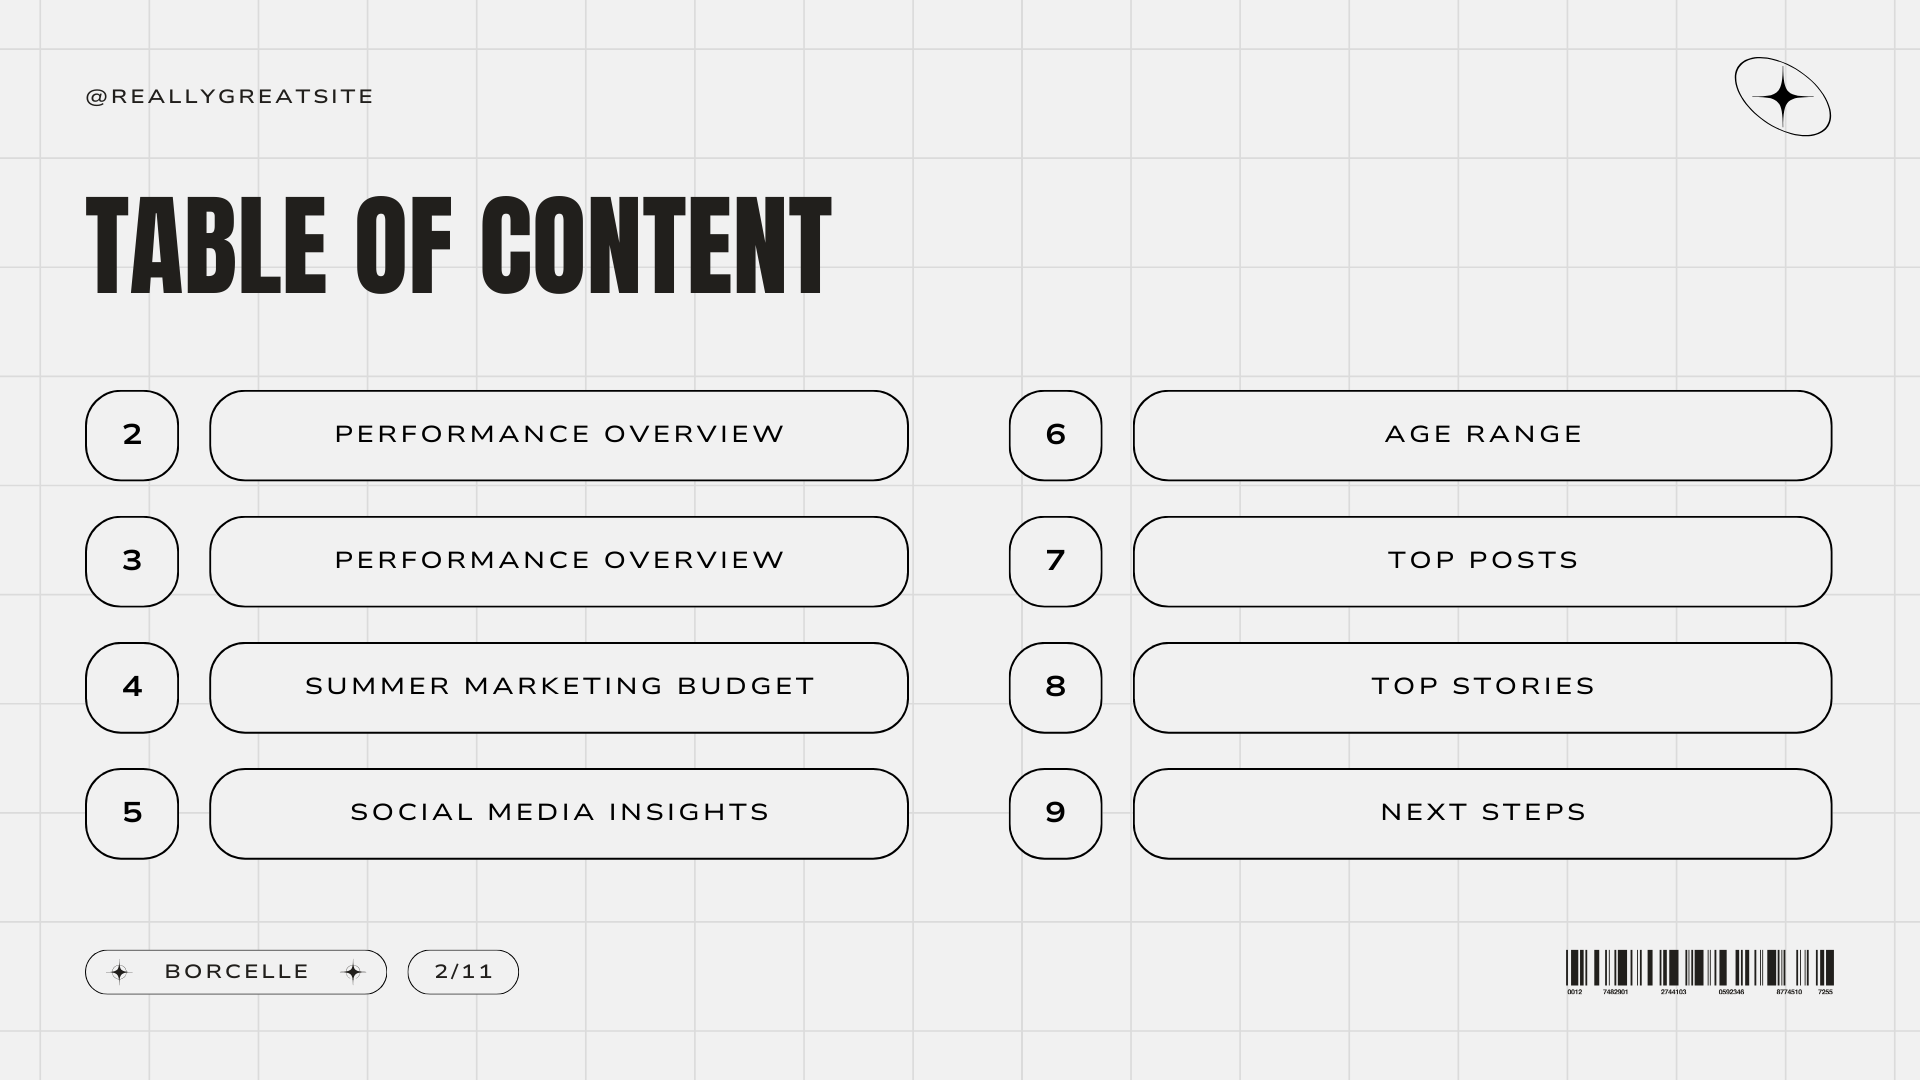 @REALLYGREATSITE
TABLE OF CONTENT
2 PERFORMANCE OVERVIEW
3 PERFORMANCE OVERVIEW
4 SUMMER MARKETING BUDGET
5 SOCIAL MEDIA INSIGHTS
6 AGE RANGE
7 TOP POSTS
8 TOP STORIES
9 NEXT STEPS
BORCELLE 2/11
0012 7482901 2744103 0592346 8774510 7255